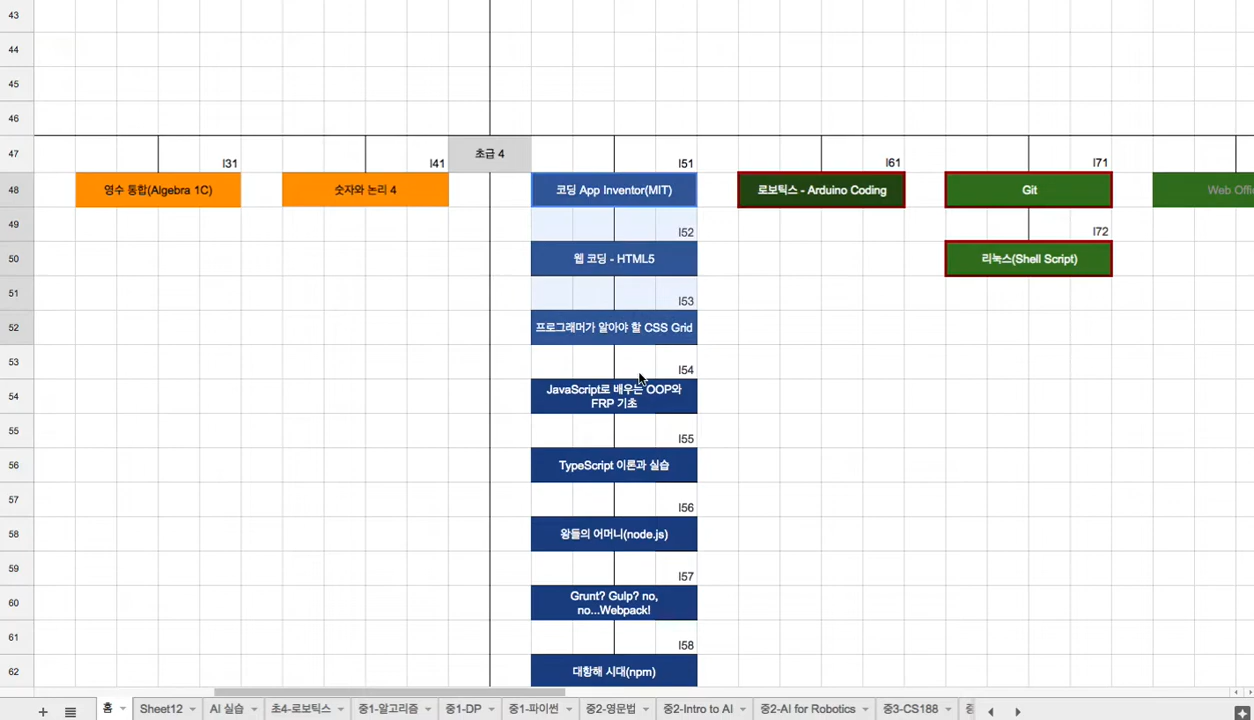 43
44
45
46
47
초급 4
I31
I41
I51
I61
I71
48
영수 통합(Algebra 1C)
숫자와 논리 4
코딩 App Inventor(MIT)
로보틱스 - Arduino Coding
Git
Web Offi
49
I52
I72
50
웹 코딩 - HTML5
리눅스(Shell Script)
51
I53
52
프로그래머가 알아야 할 CSS Grid
53
I54
54
JavaScript로 배우는 OOP와
FRP 기초
55
I55
56
TypeScript 이론과 실습
57
I56
58
왕들의 어머니(node.js)
59
I57
60
Grunt? Gulp? no,
no...Webpack!
61
I58
62
대항해 시대(npm)
홈
Sheet12
AI 실습
초4-로보틱스
중1-알고리즘
중1-DP
중1-파이썬
중2-영문법
중2-Intro to AI
중2-AI for Robotics
중3-CS188